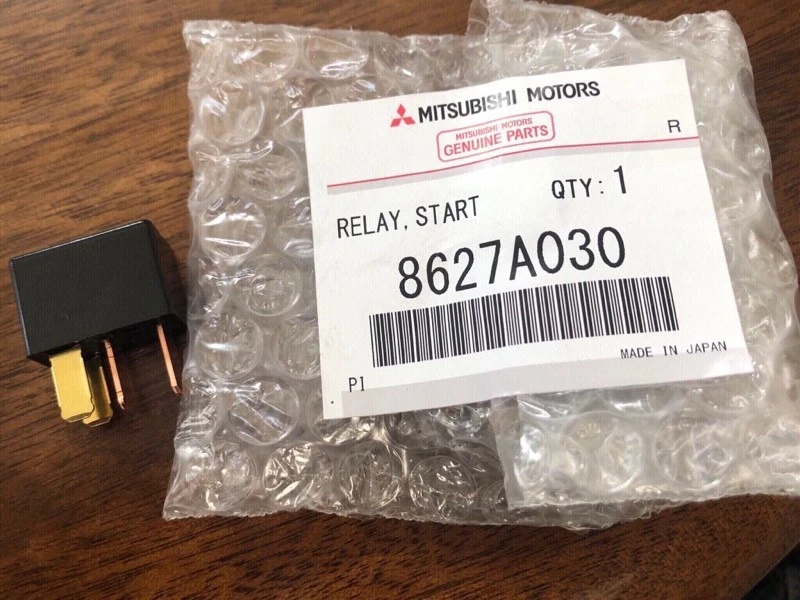 MITSUBISHI MOTORS
MITSUBISHI MOTORS
GENUINE PARTS
R
RELAY, START QTY: 1
8627A030
MADE IN JAPAN
PI